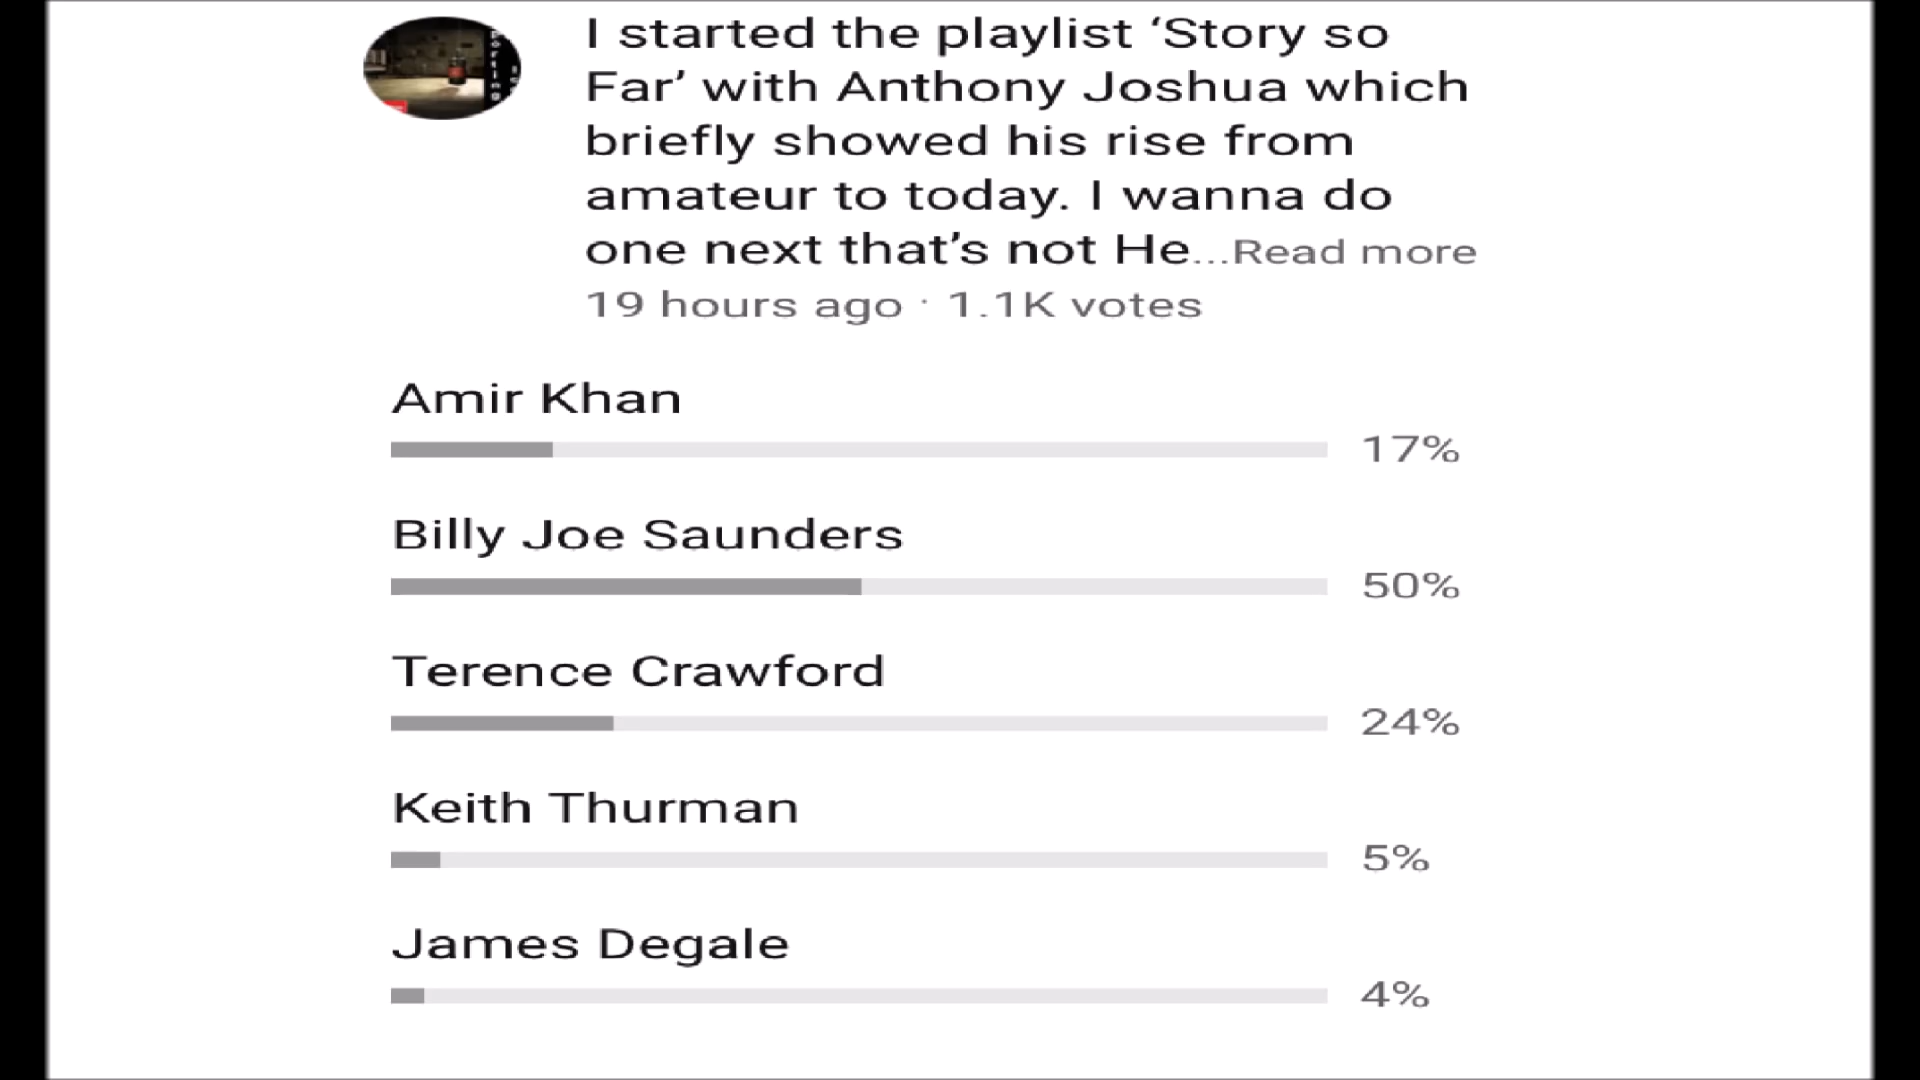 I started the playlist ‘Story so
Far’ with Anthony Joshua which
briefly showed his rise from
amateur to today. I wanna do
one next that’s not He...Read more
19 hours ago · 1.1K votes
Amir Khan
17%
Billy Joe Saunders
50%
Terence Crawford
24%
Keith Thurman
5%
James Degale
4%